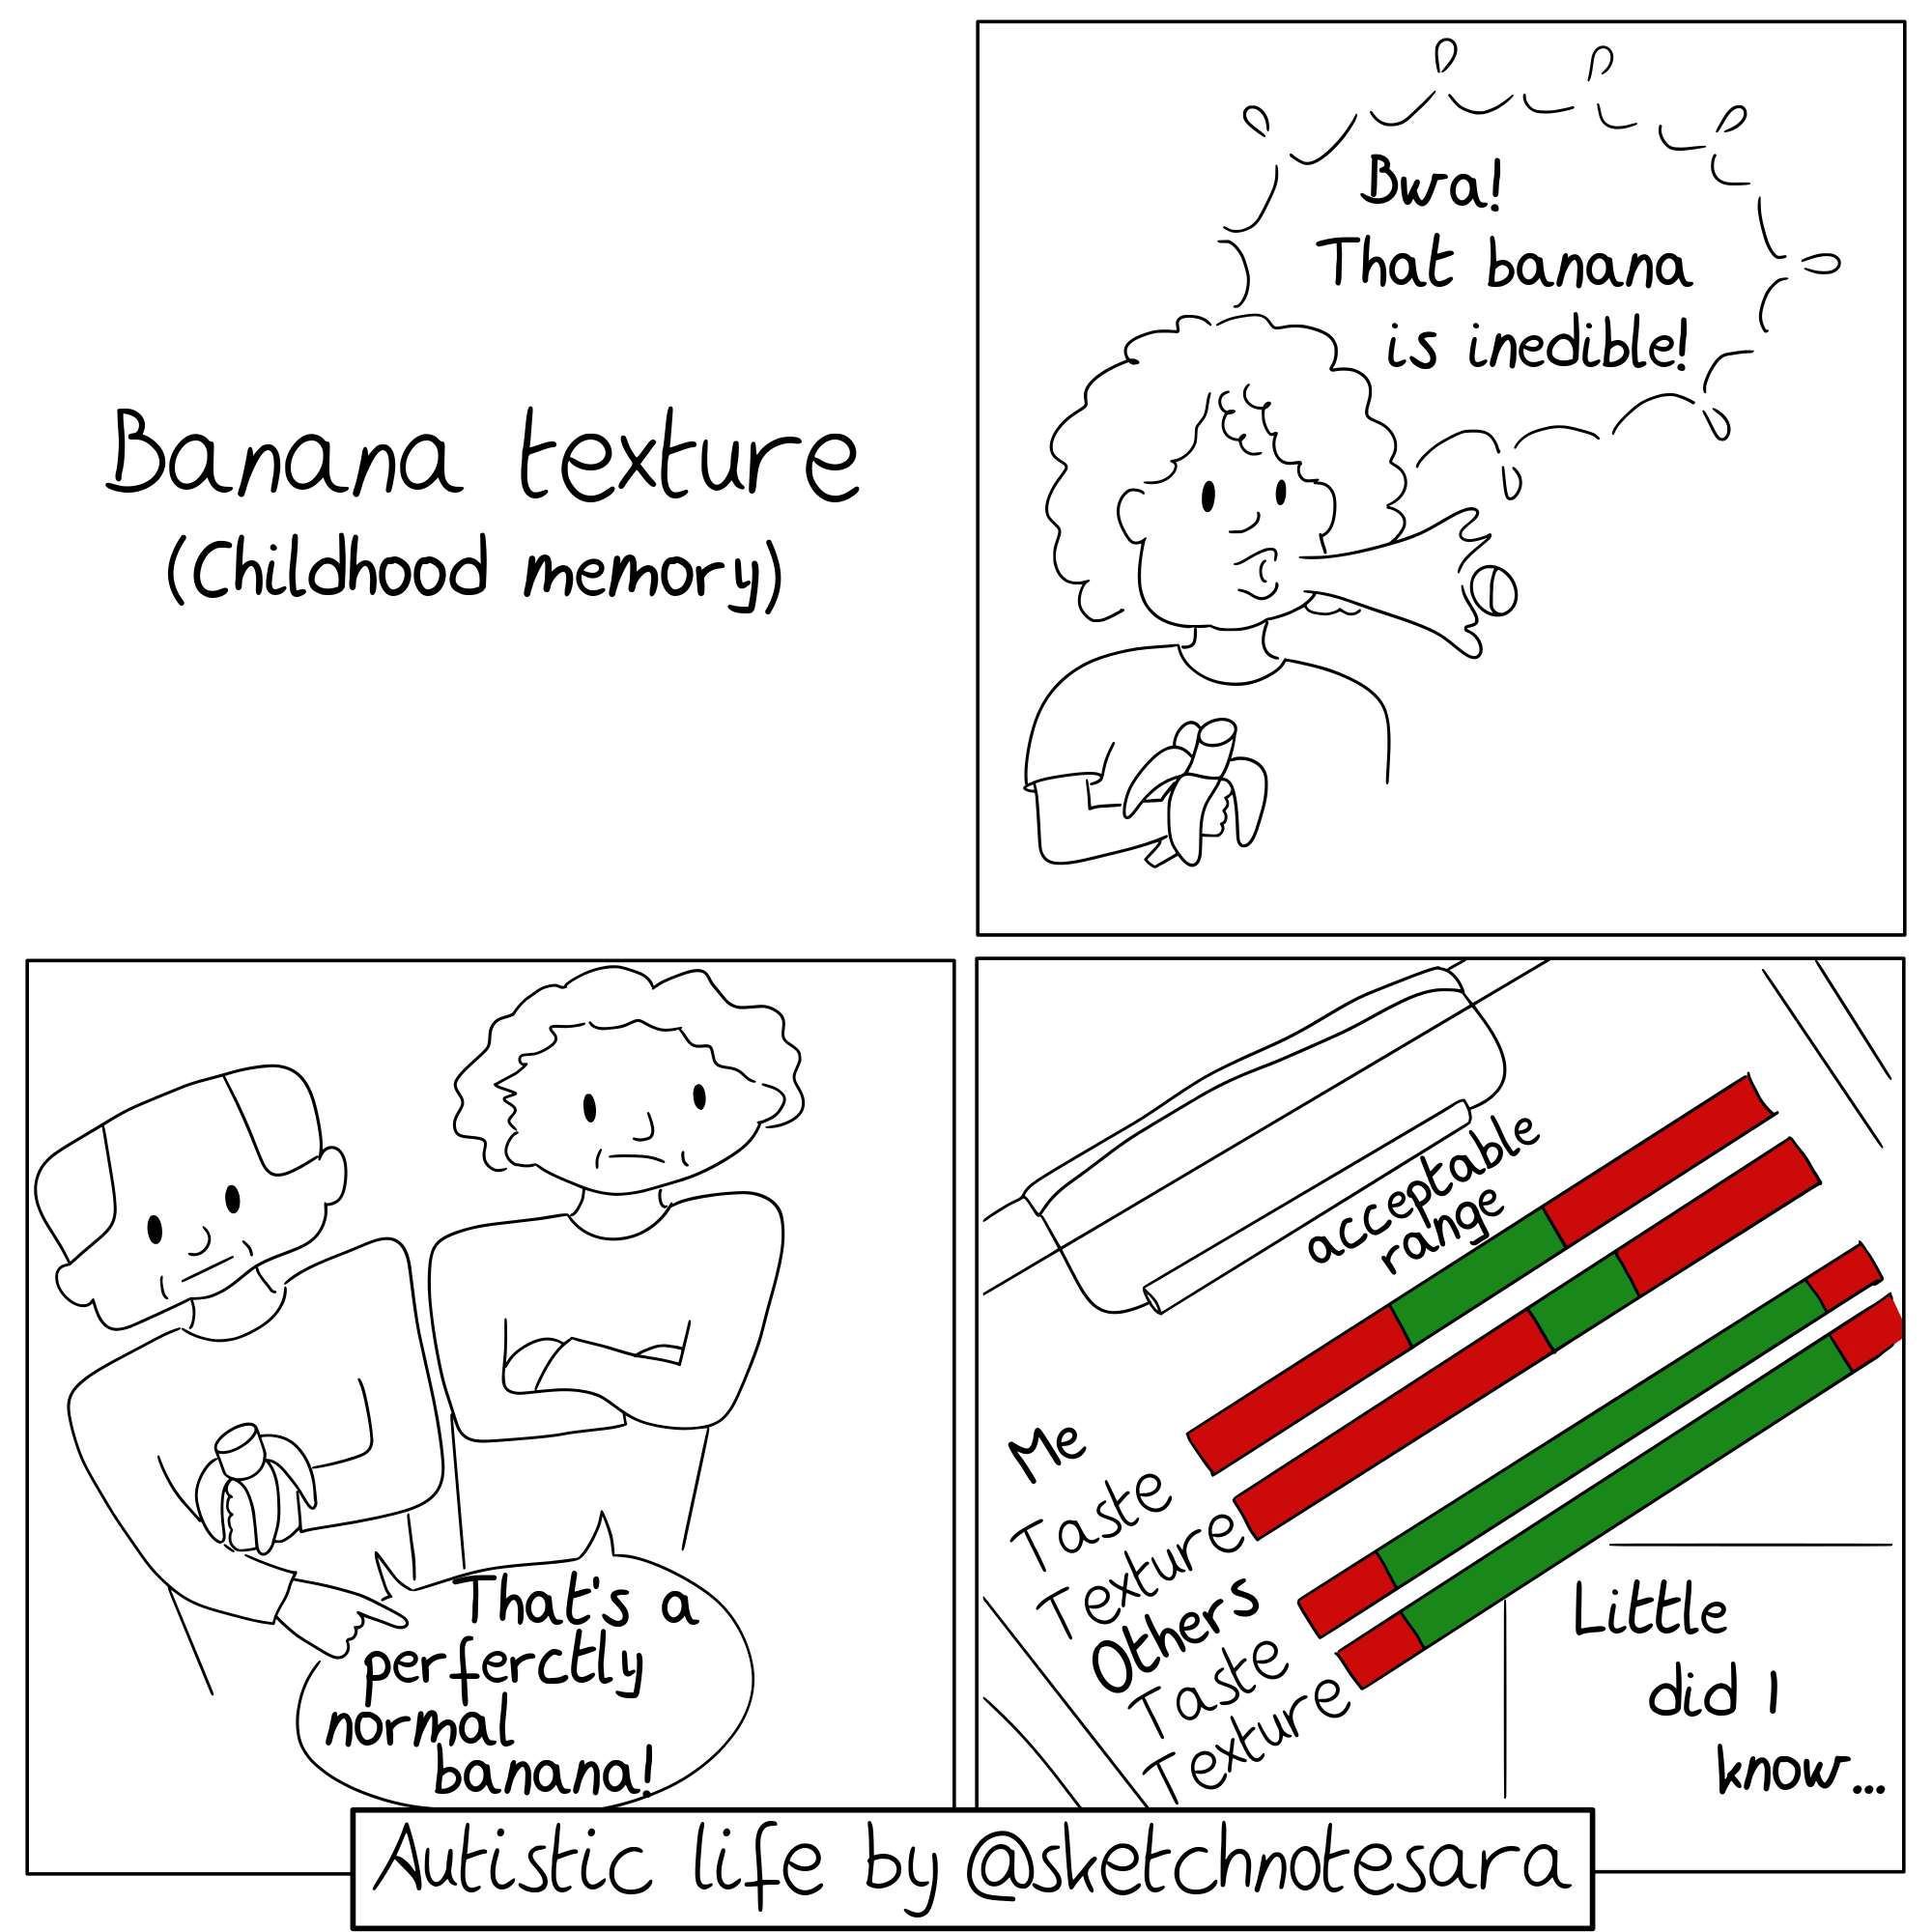 Banana texture
(Childhood memory)
Bwa!
That banana
is inedible!
That's a
perferctly
normal
banana!
acceptable
range
Me
Taste
Texture
Others
Taste
Texture
Little
did I
know...
Autistic life by @sketchnotesara